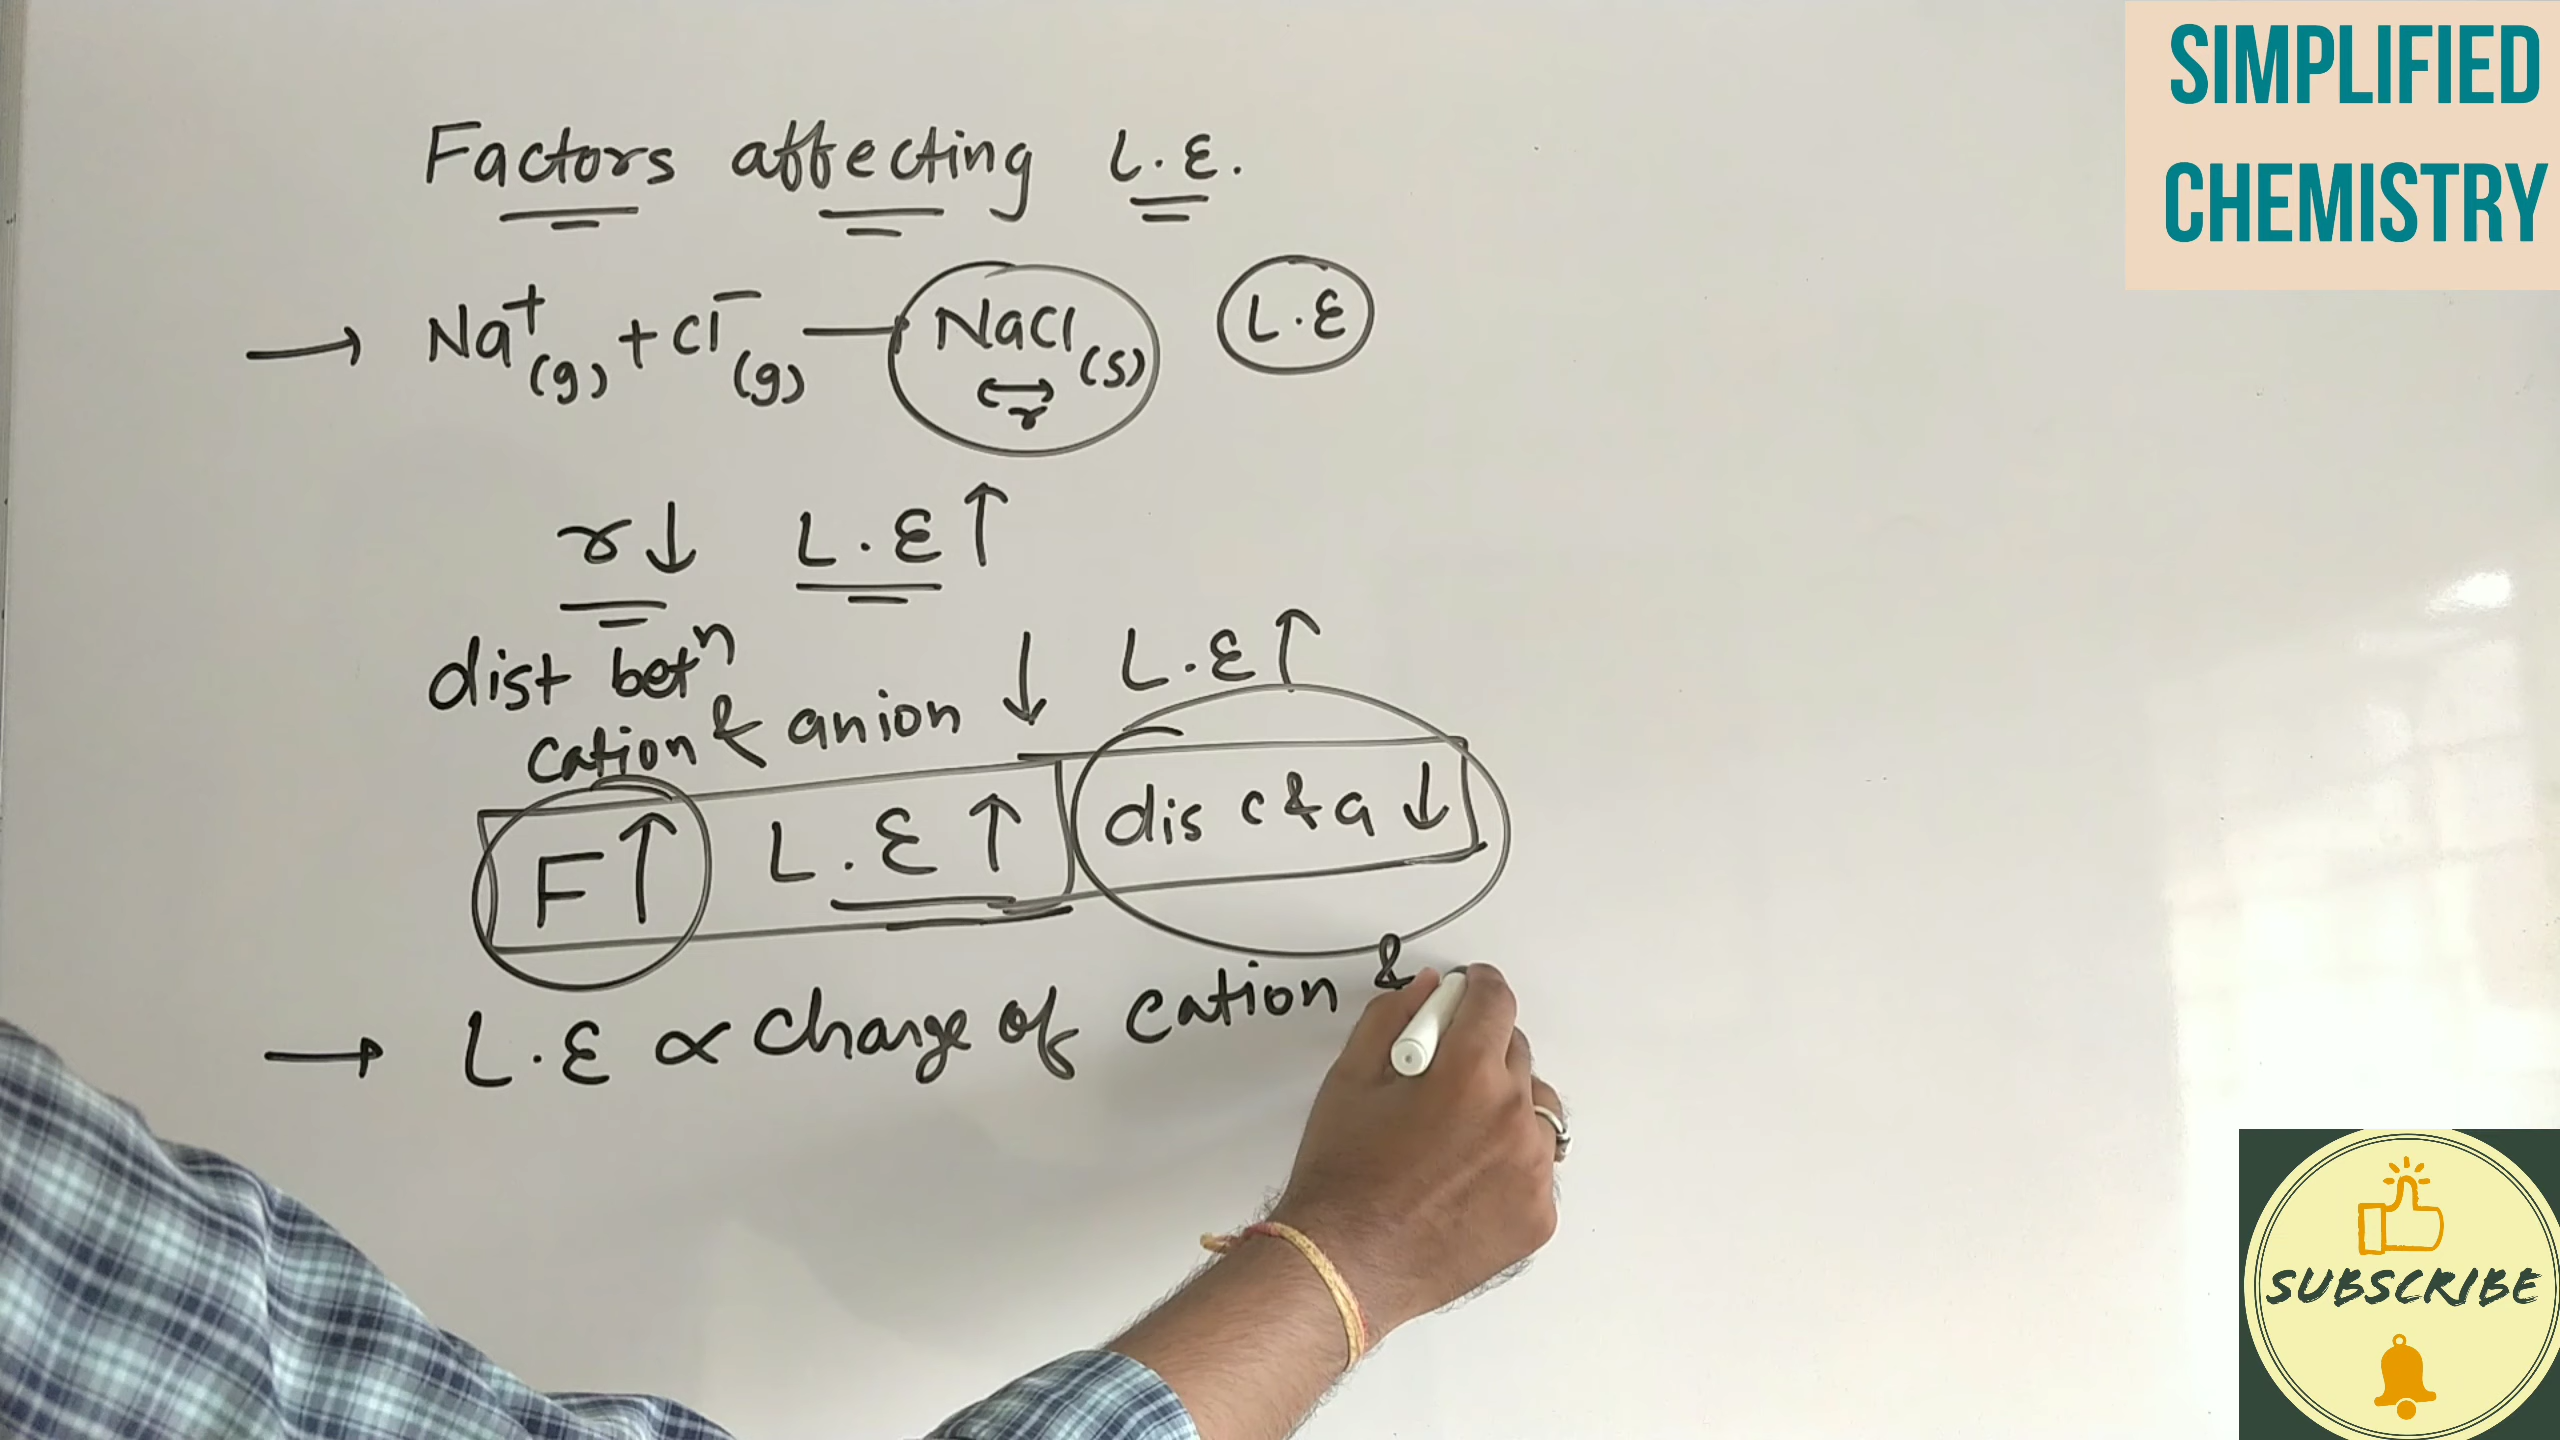 Factors affecting L.E.
→ Na⁺(g) + Cl⁻(g) — NaCl(s) L.E
r
r↓ L.E↑
dist betⁿ
cation & anion ↓ L.E↑
F↑ L.E↑ dis c & a ↓
→ L.E ∝ Charge of cation &
SIMPLIFIED
CHEMISTRY
SUBSCRIBE